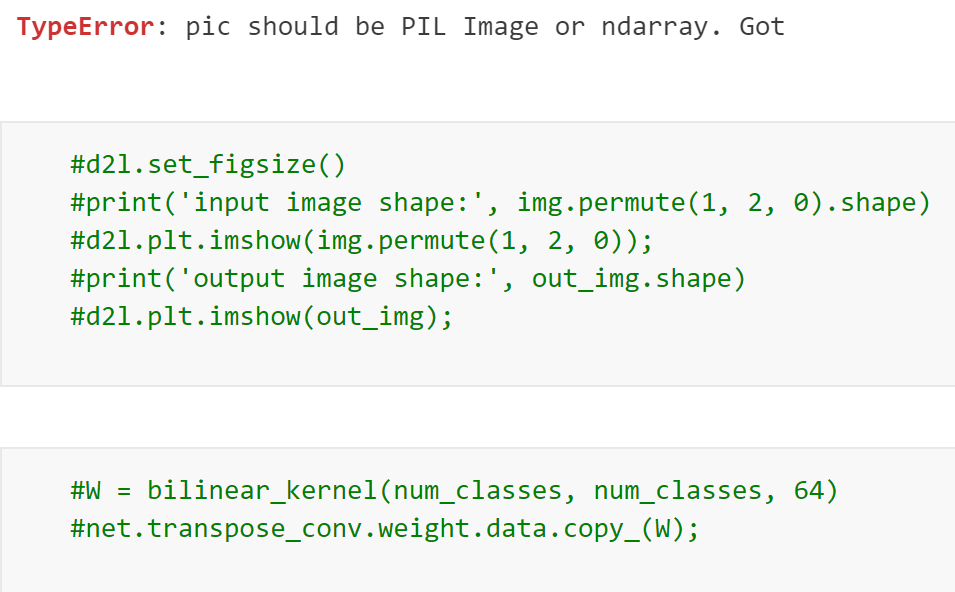 TypeError: pic should be PIL Image or ndarray. Got
#d2l.set_figsize()
#print('input image shape:', img.permute(1, 2, 0).shape)
#d2l.plt.imshow(img.permute(1, 2, 0));
#print('output image shape:', out_img.shape)
#d2l.plt.imshow(out_img);
#W = bilinear_kernel(num_classes, num_classes, 64)
#net.transpose_conv.weight.data.copy_(W);